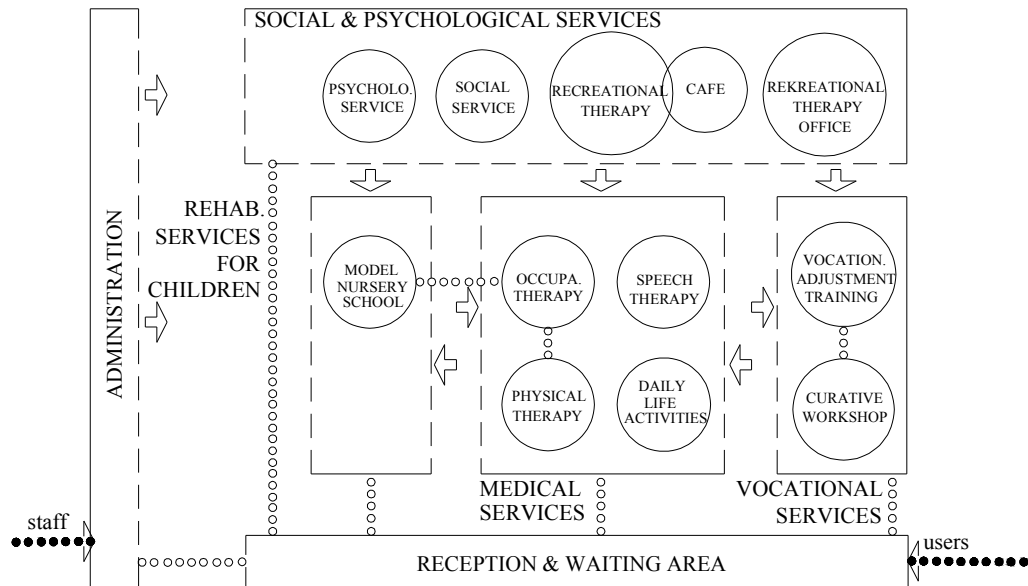 SOCIAL & PSYCHOLOGICAL SERVICES
PSYCHOLO.
SERVICE
SOCIAL
SERVICE
RECREATIONAL
THERAPY
CAFE
REKREATIONAL
THERAPY
OFFICE
ADMINISTRATION
REHAB.
SERVICES
FOR
CHILDREN
MODEL
NURSERY
SCHOOL
OCCUPA.
THERAPY
SPEECH
THERAPY
VOCATION.
ADJUSTMENT
TRAINING
PHYSICAL
THERAPY
DAILY
LIFE
ACTIVITIES
CURATIVE
WORKSHOP
MEDICAL
SERVICES
VOCATIONAL
SERVICES
staff
users
RECEPTION & WAITING AREA